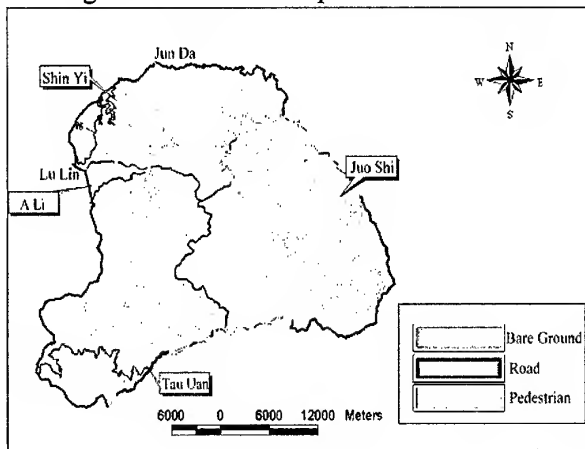 Jun Da
N
Shin Yi
W
E
S
Lu Lin
Juo Shi
A Li
Bare Ground
Road
Tau Uan
Pedestrian
6000 0 6000 12000 Meters